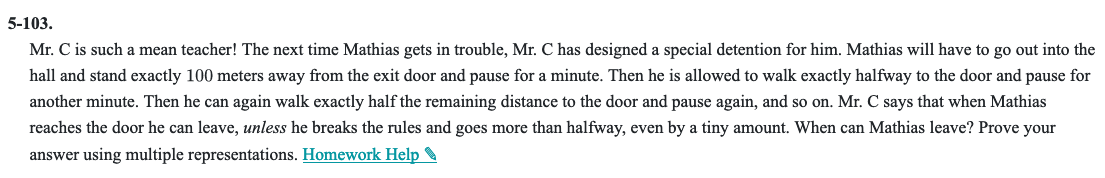 5-103.
Mr. C is such a mean teacher! The next time Mathias gets in trouble, Mr. C has designed a special detention for him. Mathias will have to go out into the
hall and stand exactly 100 meters away from the exit door and pause for a minute. Then he is allowed to walk exactly halfway to the door and pause for
another minute. Then he can again walk exactly half the remaining distance to the door and pause again, and so on. Mr. C says that when Mathias
reaches the door he can leave, unless he breaks the rules and goes more than halfway, even by a tiny amount. When can Mathias leave? Prove your
answer using multiple representations. Homework Help ✎